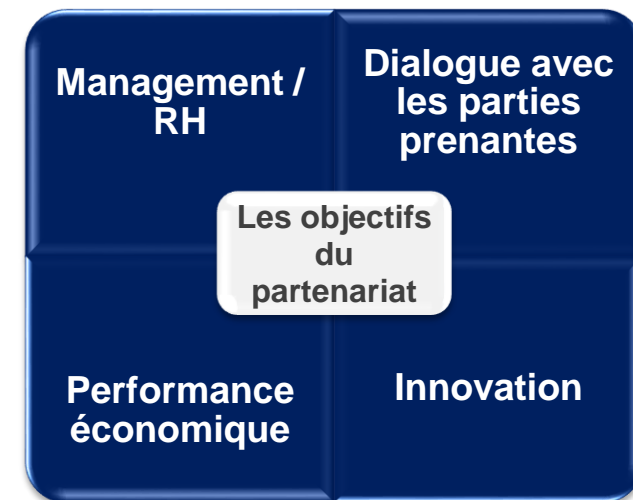 Management /
RH
Dialogue avec
les parties
prenantes
Les objectifs
du
partenariat
Performance
économique
Innovation